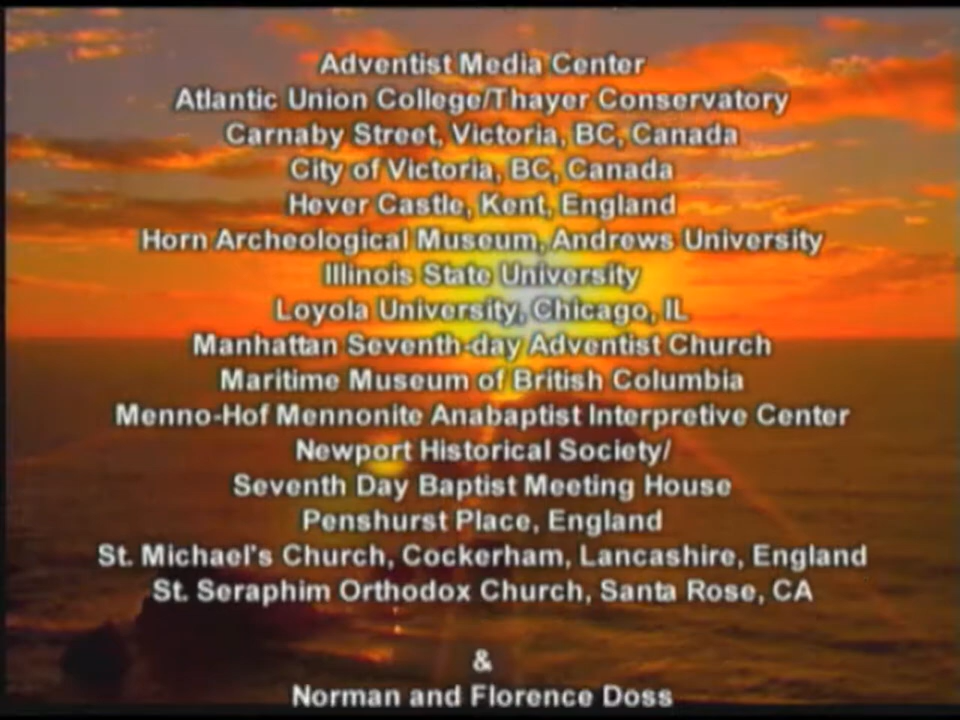 Adventist Media Center
Atlantic Union College/Thayer Conservatory
Carnaby Street, Victoria, BC, Canada
City of Victoria, BC, Canada
Hever Castle, Kent, England
Horn Archeological Museum, Andrews University
Illinois State University
Loyola University, Chicago, IL
Manhattan Seventh-day Adventist Church
Maritime Museum of British Columbia
Menno-Hof Mennonite Anabaptist Interpretive Center
Newport Historical Society/
Seventh Day Baptist Meeting House
Penshurst Place, England
St. Michael's Church, Cockerham, Lancashire, England
St. Seraphim Orthodox Church, Santa Rose, CA
&
Norman and Florence Doss